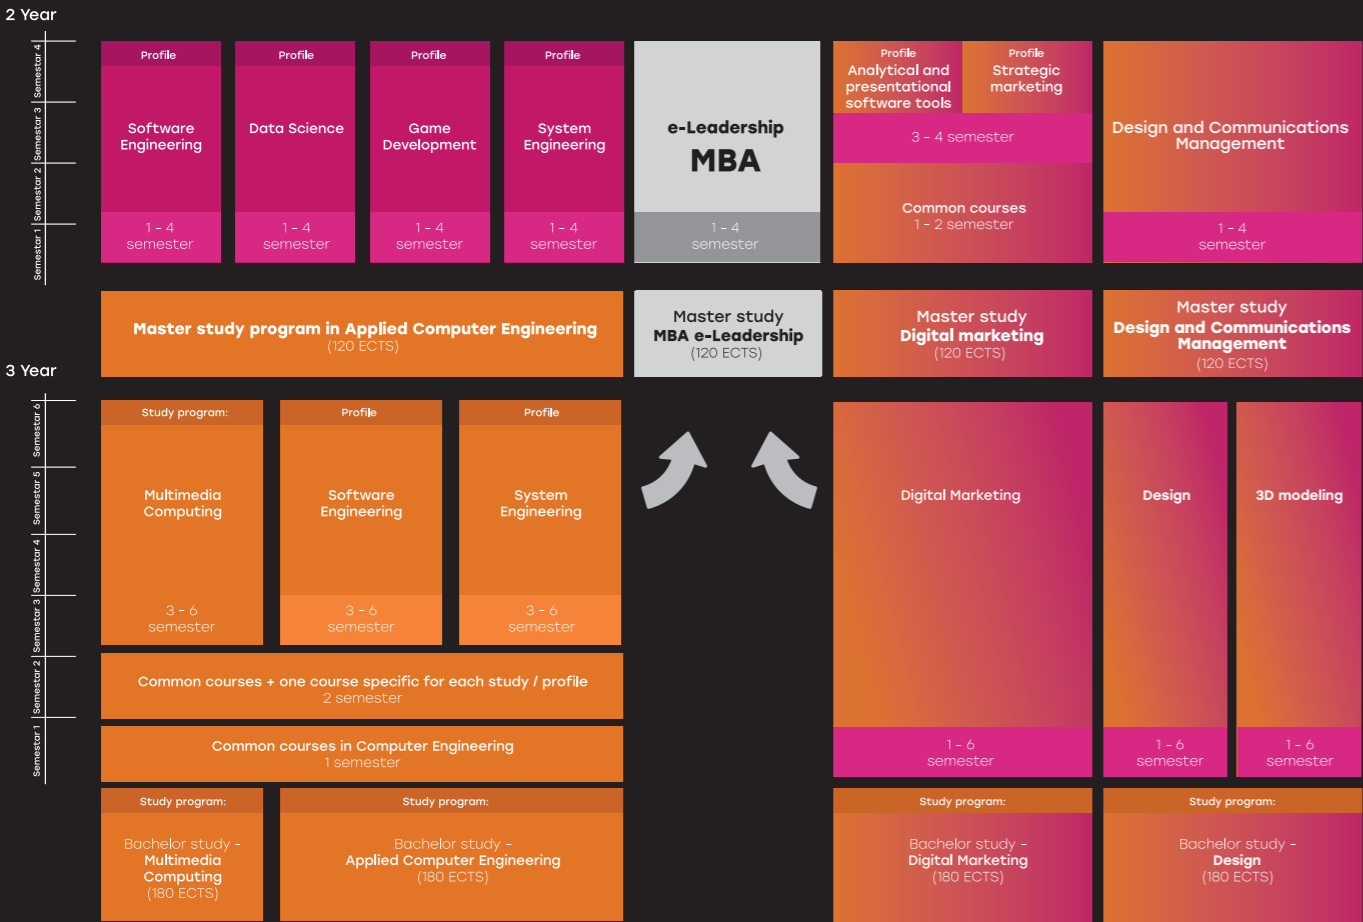 2 Year
Semestar 4
Semestar 3
Semestar 2
Semestar 1
Profile
Software
Engineering
1 - 4
semester
Profile
Data Science
1 - 4
semester
Profile
Game
Development
1 - 4
semester
Profile
System
Engineering
1 - 4
semester
e-Leadership
MBA
1 - 4
semester
Profile
Analytical and
presentational
software tools
Profile
Strategic
marketing
3 - 4 semester
Common courses
1 - 2 semester
Design and Communications
Management
1 - 4
semester
Master study program in Applied Computer Engineering
(120 ECTS)
Master study
MBA e-Leadership
(120 ECTS)
Master study
Digital marketing
(120 ECTS)
Master study
Design and Communications
Management
(120 ECTS)
3 Year
Semestar 6
Semestar 5
Semestar 4
Semestar 3
Semestar 2
Semestar 1
Study program:
Multimedia
Computing
3 - 6
semester
Profile
Software
Engineering
3 - 6
semester
Profile
System
Engineering
3 - 6
semester
Common courses + one course specific for each study / profile
2 semester
Common courses in Computer Engineering
1 semester
Digital Marketing
1 - 6
semester
Design
1 - 6
semester
3D modeling
1 - 6
semester
Study program:
Bachelor study -
Multimedia
Computing
(180 ECTS)
Study program:
Bachelor study -
Applied Computer Engineering
(180 ECTS)
Study program:
Bachelor study -
Digital Marketing
(180 ECTS)
Study program:
Bachelor study -
Design
(180 ECTS)